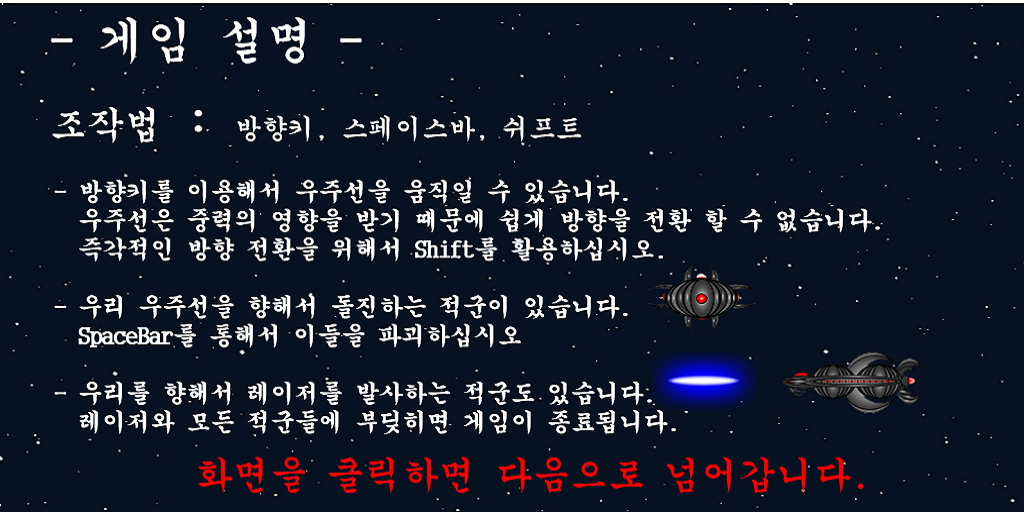 - 게임 설명 -
조작법 : 방향키, 스페이스바, 쉬프트
- 방향키를 이용해서 우주선을 움직일 수 있습니다.
우주선은 중력의 영향을 받기 때문에 쉽게 방향을 전환 할 수 없습니다.
즉각적인 방향 전환을 위해서 Shift를 활용하십시오.
- 우리 우주선을 향해서 돌진하는 적군이 있습니다.
SpaceBar를 통해서 이들을 파괴하십시오
- 우리를 향해서 레이저를 발사하는 적군도 있습니다.
레이저와 모든 적군들에 부딪히면 게임이 종료됩니다.
화면을 클릭하면 다음으로 넘어갑니다.